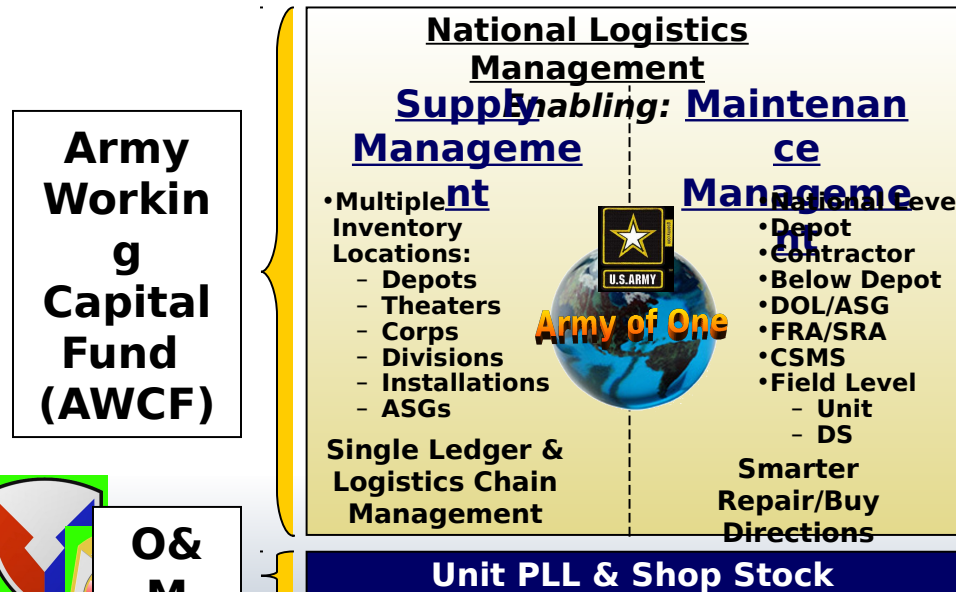 National Logistics
Management
Enabling:
Army
Workin
g
Capital
Fund
(AWCF)
Supply
Manageme
nt
•Multiple
Inventory
Locations:
– Depots
– Theaters
– Corps
– Divisions
– Installations
– ASGs
Single Ledger &
Logistics Chain
Management
U.S.ARMY
Army of One
Maintenan
ce
Manageme
nt
•National Leve
•Depot
•Contractor
•Below Depot
•DOL/ASG
•FRA/SRA
•CSMS
•Field Level
– Unit
– DS
Smarter
Repair/Buy
Directions
O&
M
Unit PLL & Shop Stock